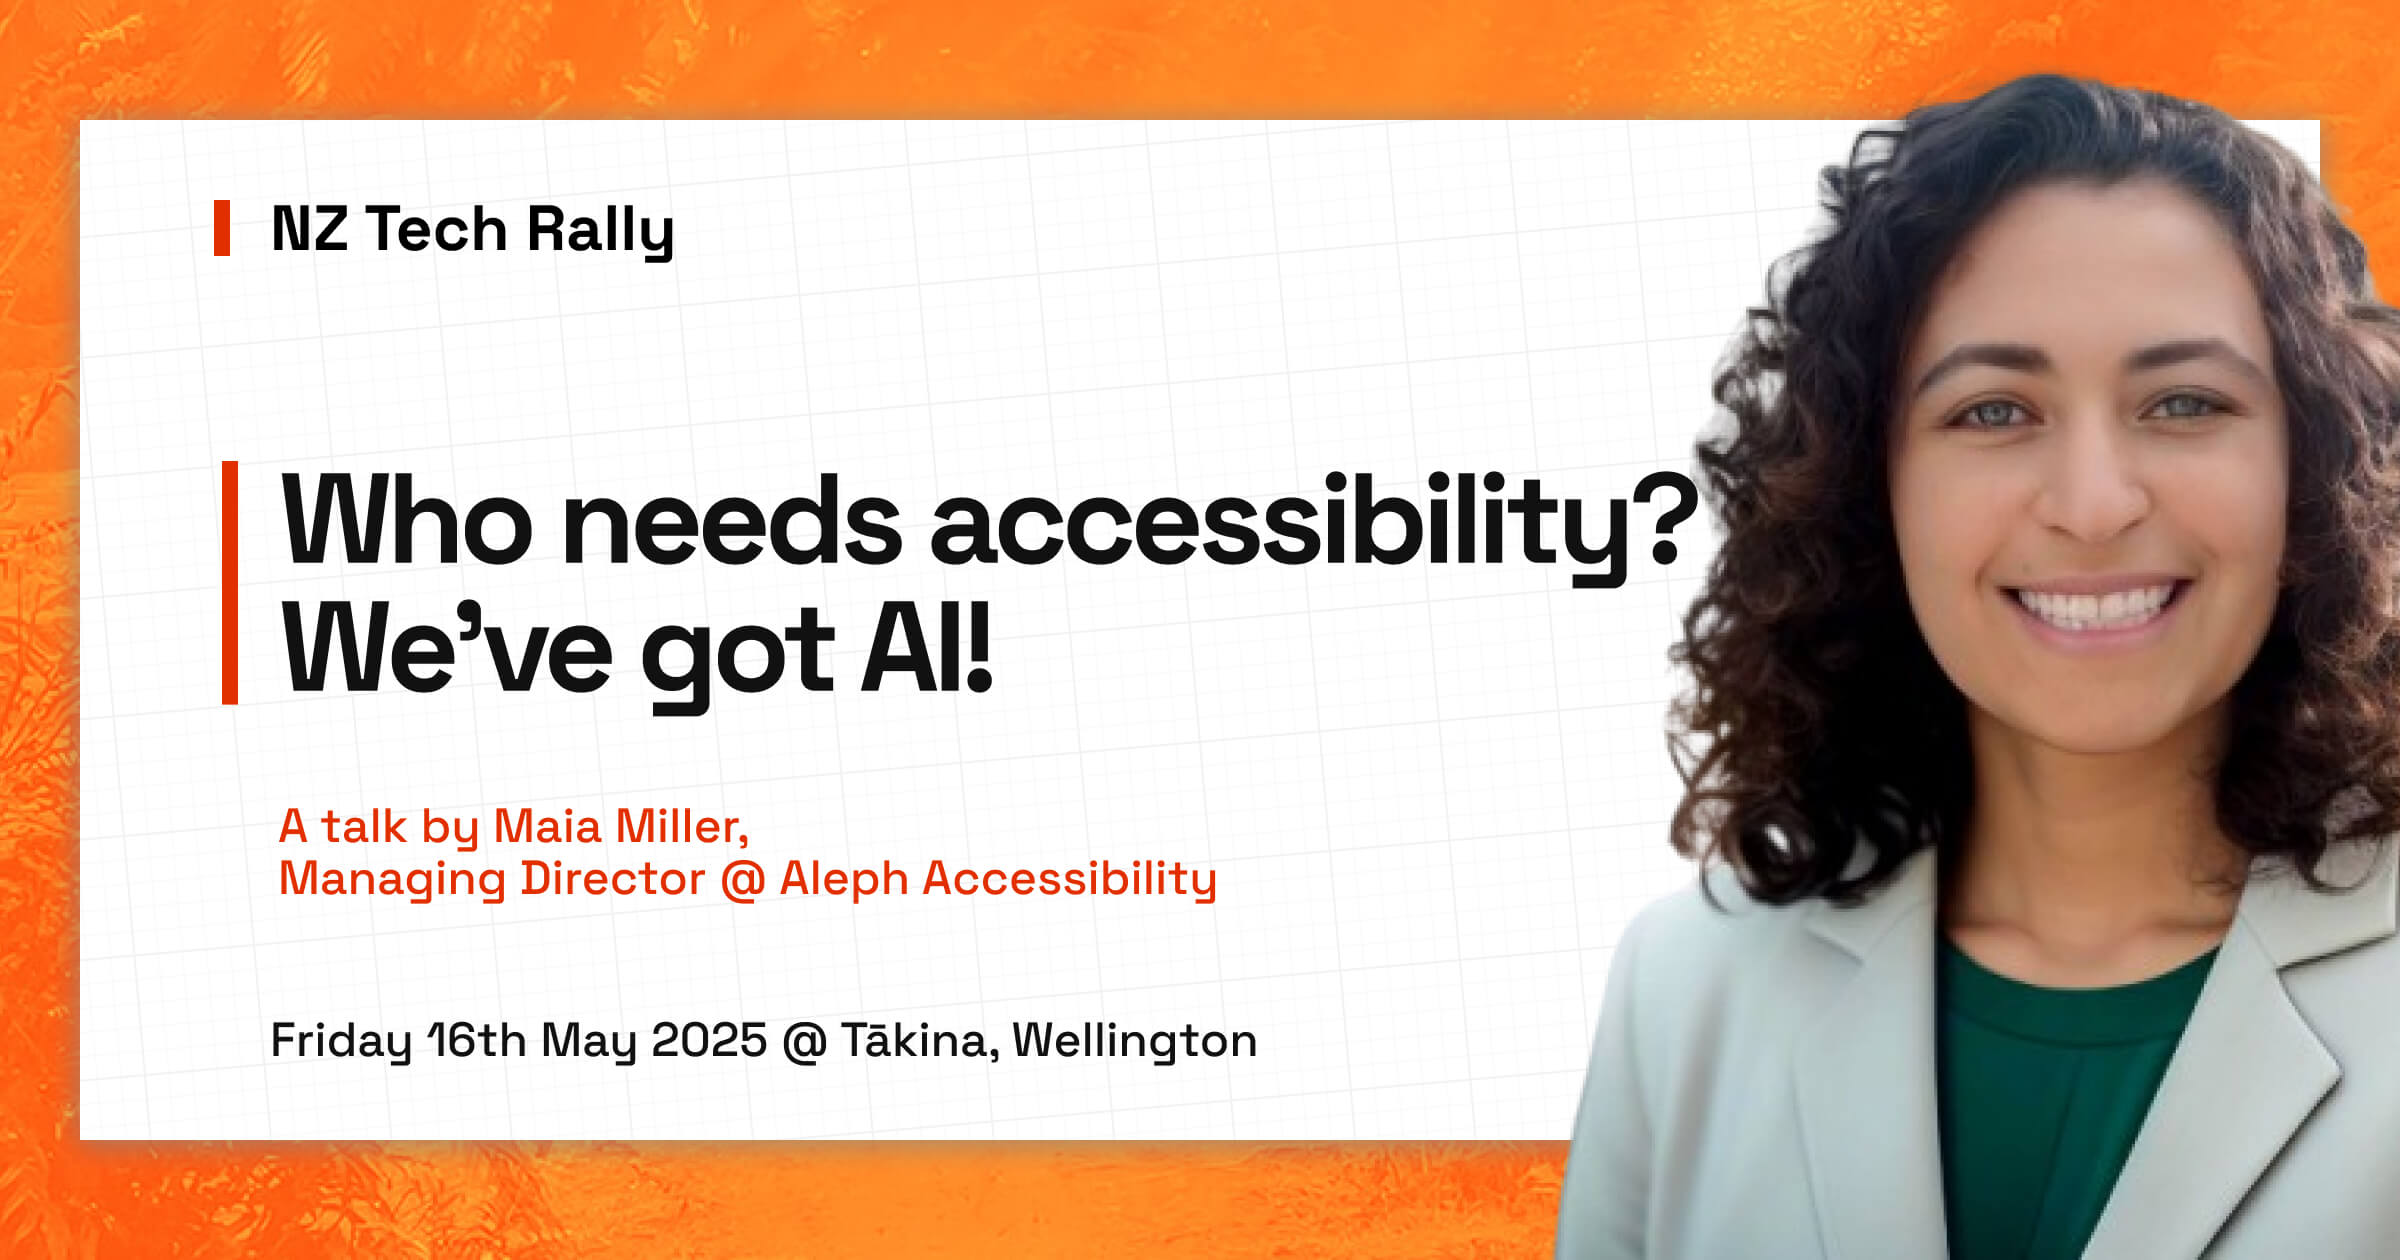 NZ Tech Rally
Who needs accessibility?
We’ve got AI!
A talk by Maia Miller,
Managing Director @ Aleph Accessibility
Friday 16th May 2025 @ Tākina, Wellington